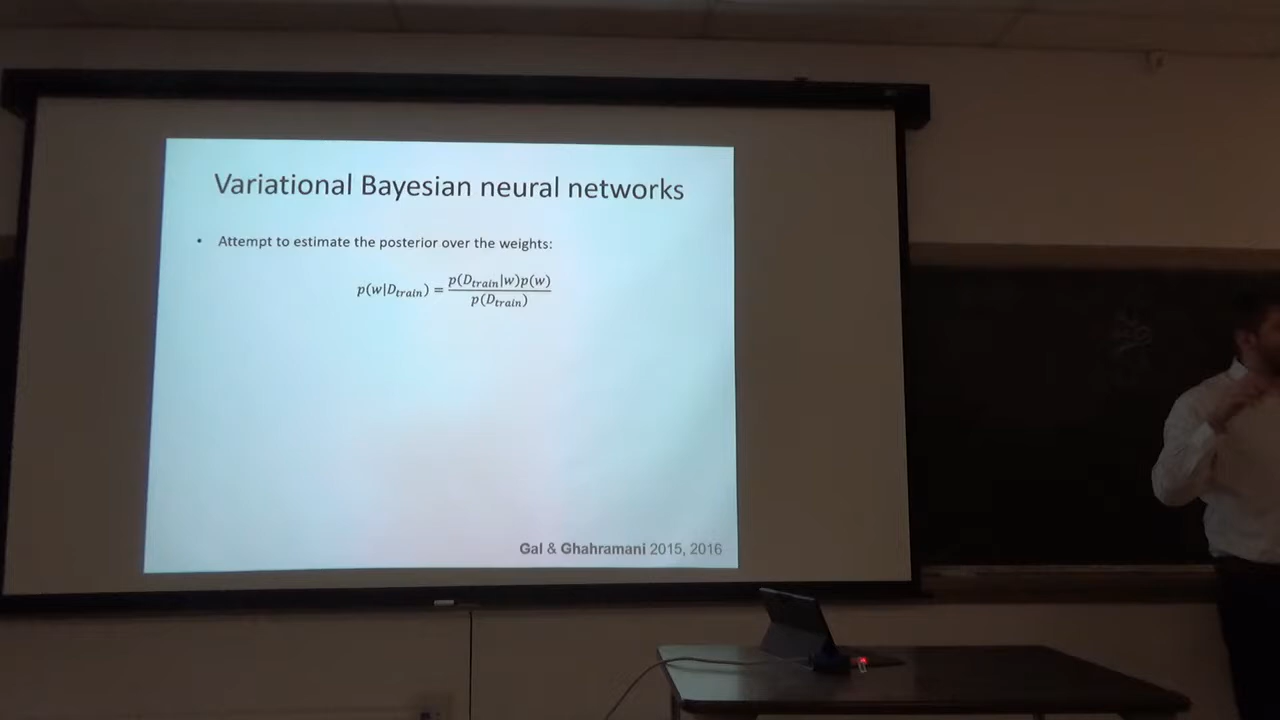 Variational Bayesian neural networks
• Attempt to estimate the posterior over the weights:
p(w|D_train) = p(D_train|w)p(w) / p(D_train)
Gal & Ghahramani 2015, 2016